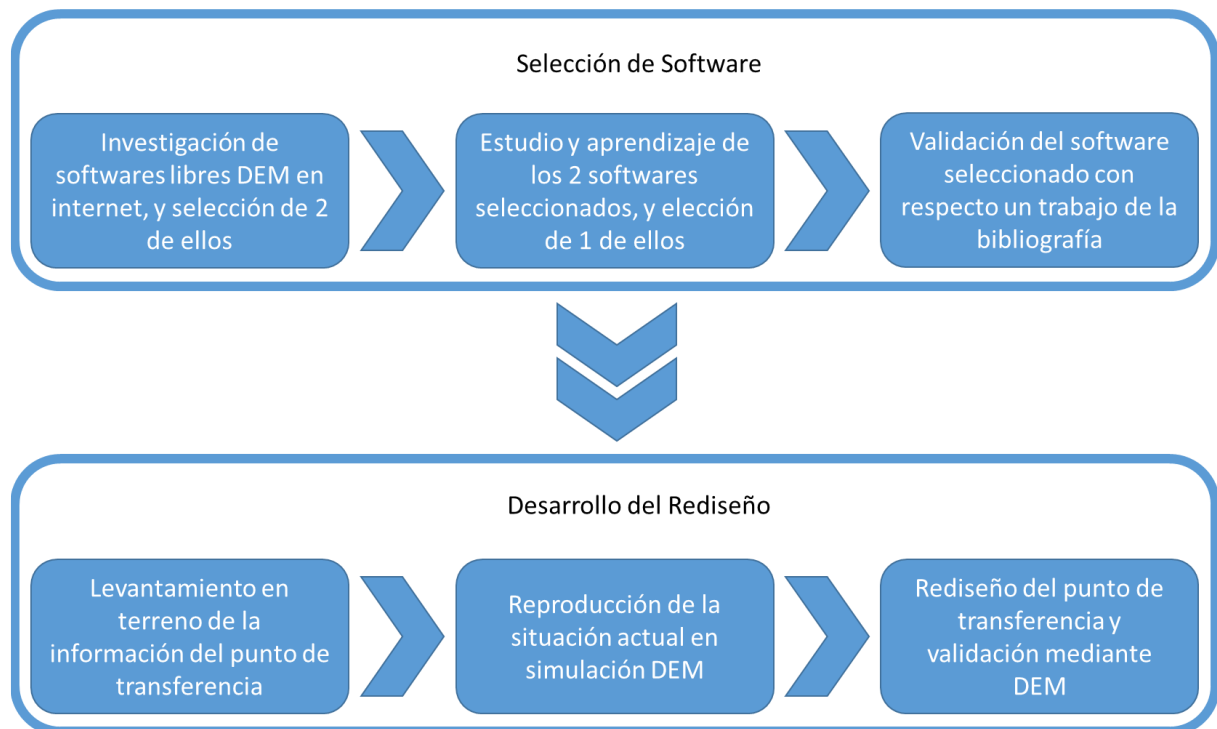 Selección de Software
Investigación de
softwares libres DEM en
internet, y selección de 2
de ellos
Estudio y aprendizaje de
los 2 softwares
seleccionados, y elección
de 1 de ellos
Validación del software
seleccionado con
respecto un trabajo de la
bibliografía
Desarrollo del Rediseño
Levantamiento en
terreno de la
información del punto de
transferencia
Reproducción de la
situación actual en
simulación DEM
Rediseño del punto de
transferencia y
validación mediante
DEM